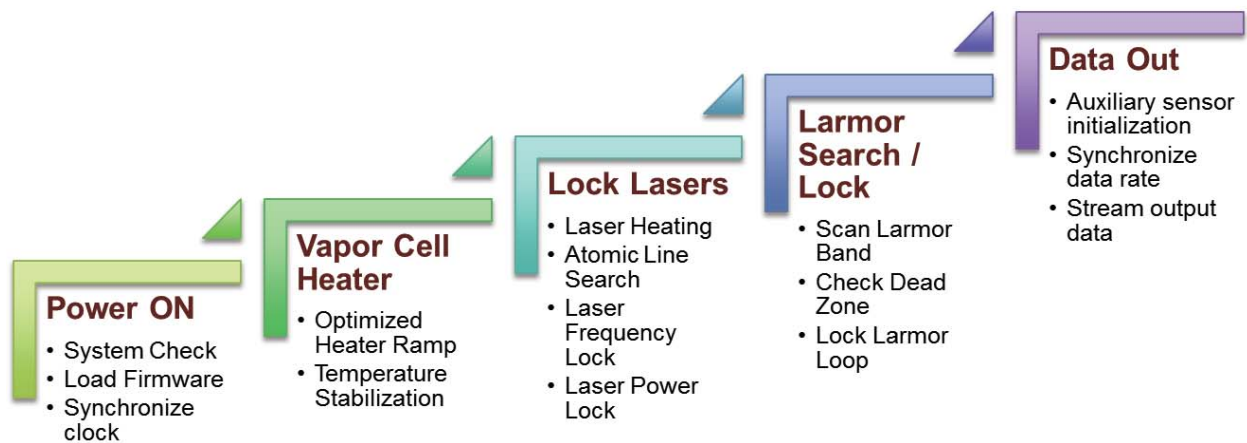 Power ON
• System Check
• Load Firmware
• Synchronize
clock
Vapor Cell
Heater
• Optimized
Heater Ramp
• Temperature
Stabilization
Lock Lasers
• Laser Heating
• Atomic Line
Search
• Laser
Frequency
Lock
• Laser Power
Lock
Larmor
Search /
Lock
• Scan Larmor
Band
• Check Dead
Zone
• Lock Larmor
Loop
Data Out
• Auxiliary sensor
initialization
• Synchronize
data rate
• Stream output
data